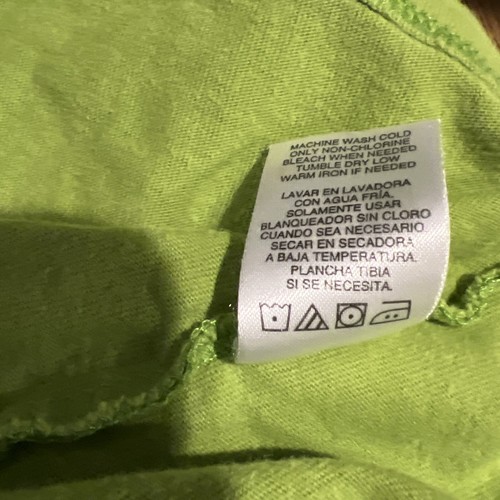 MACHINE WASH COLD
ONLY NON-CHLORINE
BLEACH WHEN NEEDED
TUMBLE DRY LOW
WARM IRON IF NEEDED
LAVAR EN LAVADORA
CON AGUA FRÍA.
SOLAMENTE USAR
BLANQUEADOR SIN CLORO
CUANDO SEA NECESARIO
SECAR EN SECADORA
A BAJA TEMPERATURA.
PLANCHA TIBIA
SI SE NECESITA.